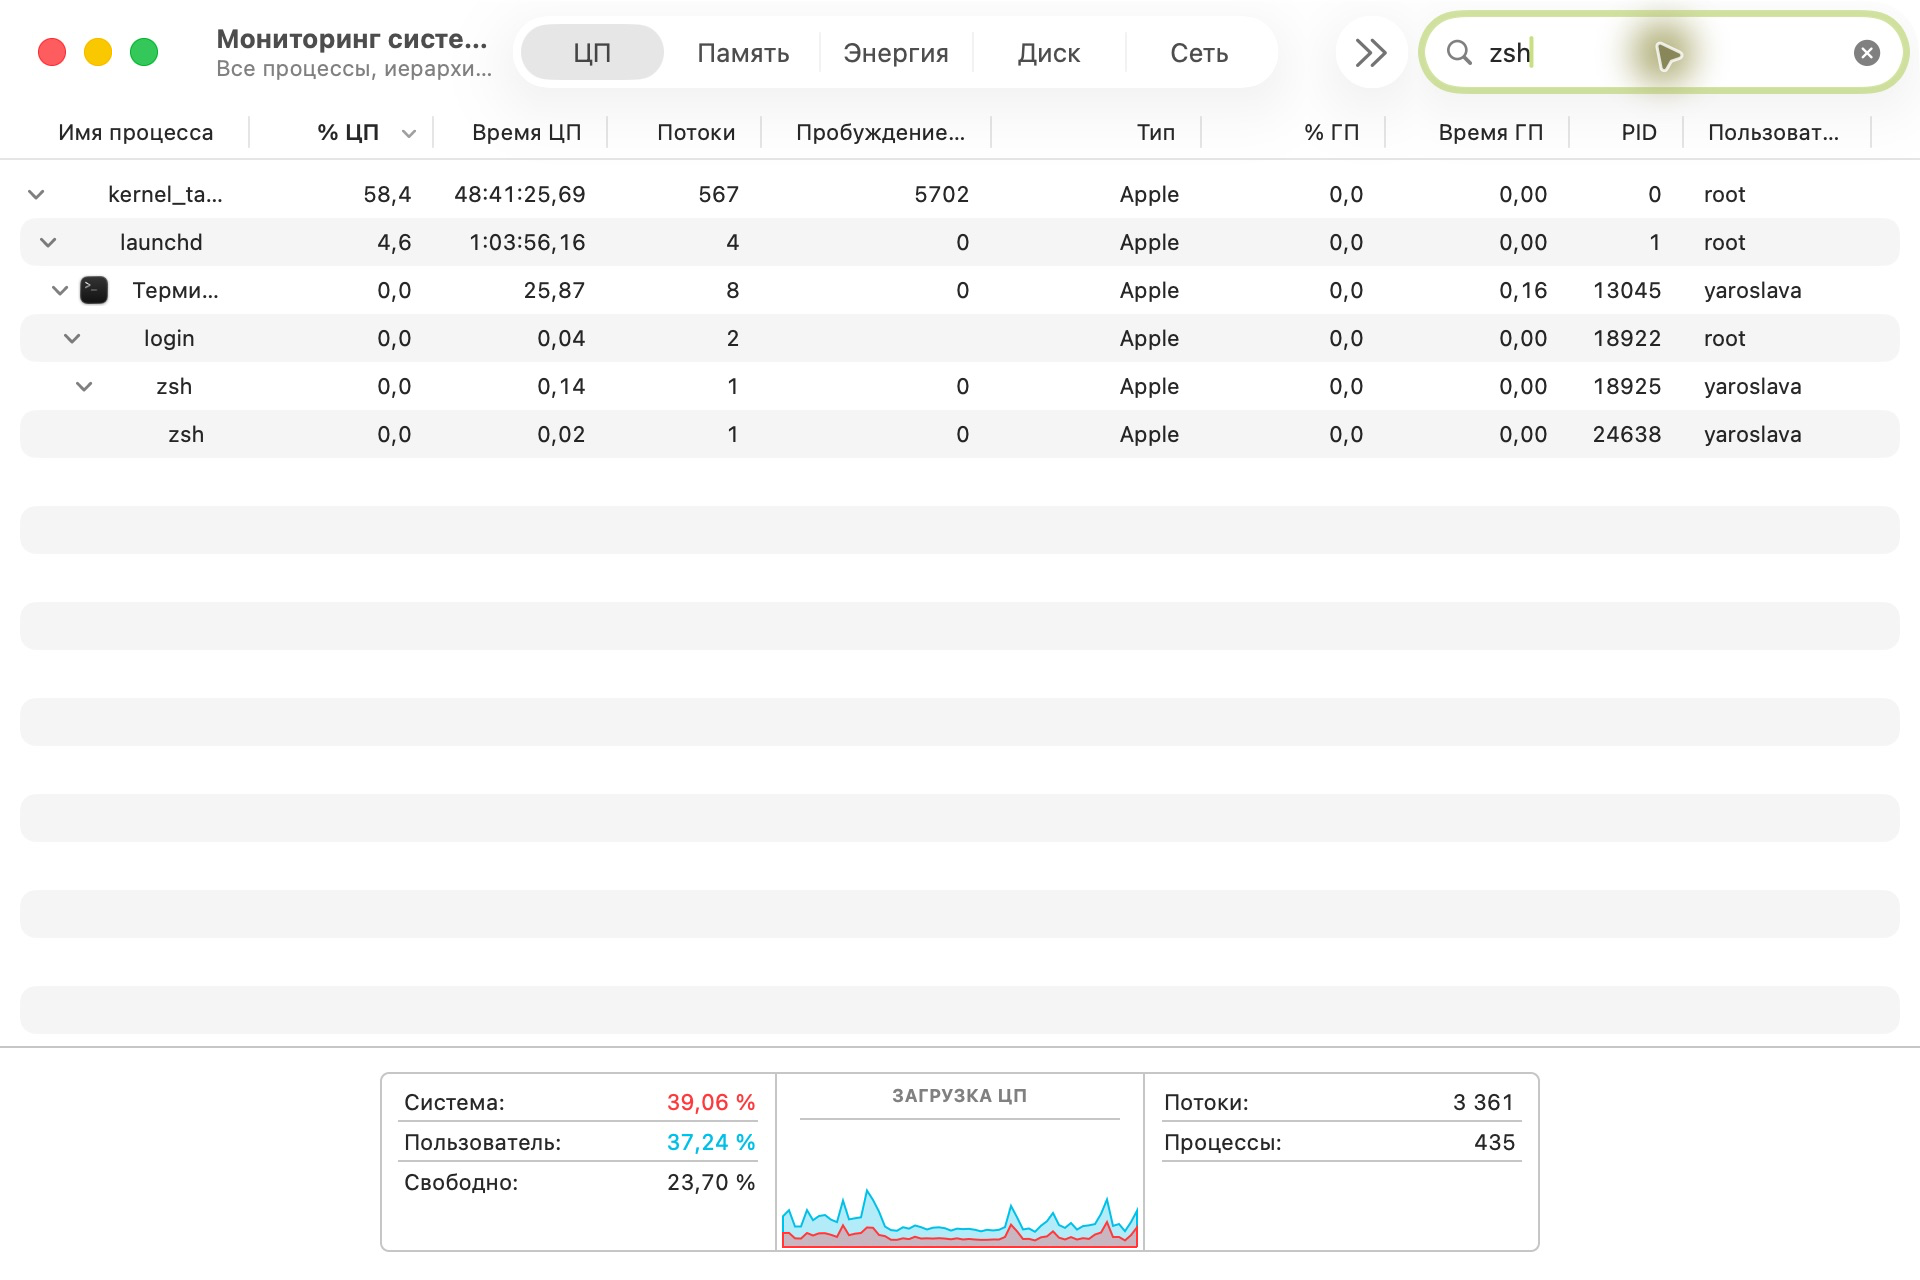 Мониторинг систе...
Все процессы, иерархи...
ЦП Память Энергия Диск Сеть
zsh
Имя процесса % ЦП Время ЦП Потоки Пробуждение... Тип % ГП Время ГП PID Пользоват...
kernel_ta... 58,4 48:41:25,69 567 5702 Apple 0,0 0,00 0 root
launchd 4,6 1:03:56,16 4 0 Apple 0,0 0,00 1 root
Терми... 0,0 25,87 8 0 Apple 0,0 0,16 13045 yaroslava
login 0,0 0,04 2 Apple 0,0 0,00 18922 root
zsh 0,0 0,14 1 0 Apple 0,0 0,00 18925 yaroslava
zsh 0,0 0,02 1 0 Apple 0,0 0,00 24638 yaroslava
Система: 39,06 %
Пользователь: 37,24 %
Свободно: 23,70 %
ЗАГРУЗКА ЦП
Потоки: 3 361
Процессы: 435